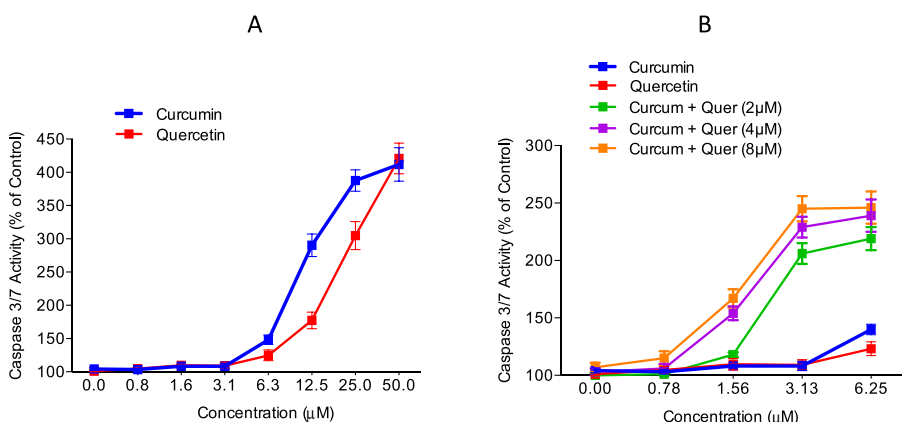 A
Curcumin
Quercetin
Caspase 3/7 Activity (% of Control)
450
400
350
300
250
200
150
100
0.0 0.8 1.6 3.1 6.3 12.5 25.0 50.0
Concentration (µM)
B
Curcumin
Quercetin
Curcum + Quer (2µM)
Curcum + Quer (4µM)
Curcum + Quer (8µM)
Caspase 3/7 Activity (% of Control)
300
250
200
150
100
0.00 0.78 1.56 3.13 6.25
Concentration (µM)